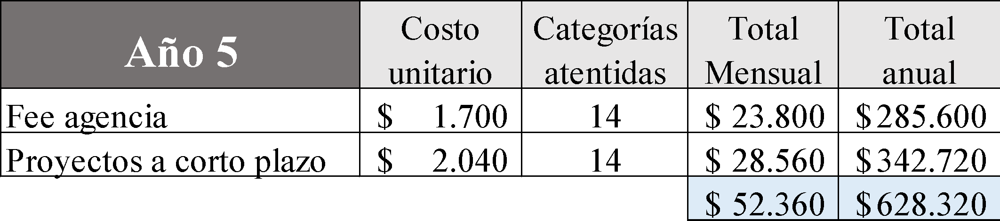 Año 5 Costo unitario Categorías atentidas Total Mensual Total anual
Fee agencia $ 1.700 14 $ 23.800 $285.600
Proyectos a corto plazo $ 2.040 14 $ 28.560 $342.720
$ 52.360 $628.320